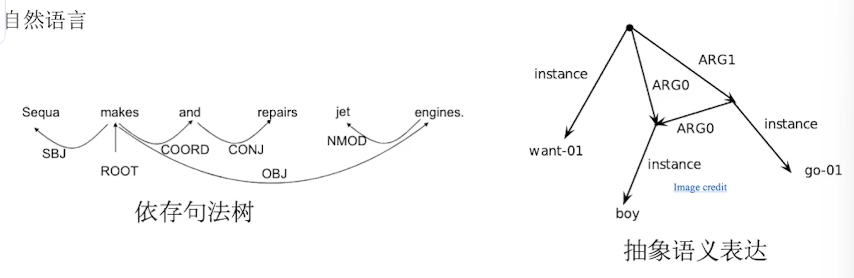 自然语言
Sequa makes and repairs jet engines.
SBJ
ROOT
COORD
CONJ
OBJ
NMOD
依存句法树
instance
ARG0
ARG1
ARG0
instance
want-01
instance
go-01
Image credit
boy
抽象语义表达